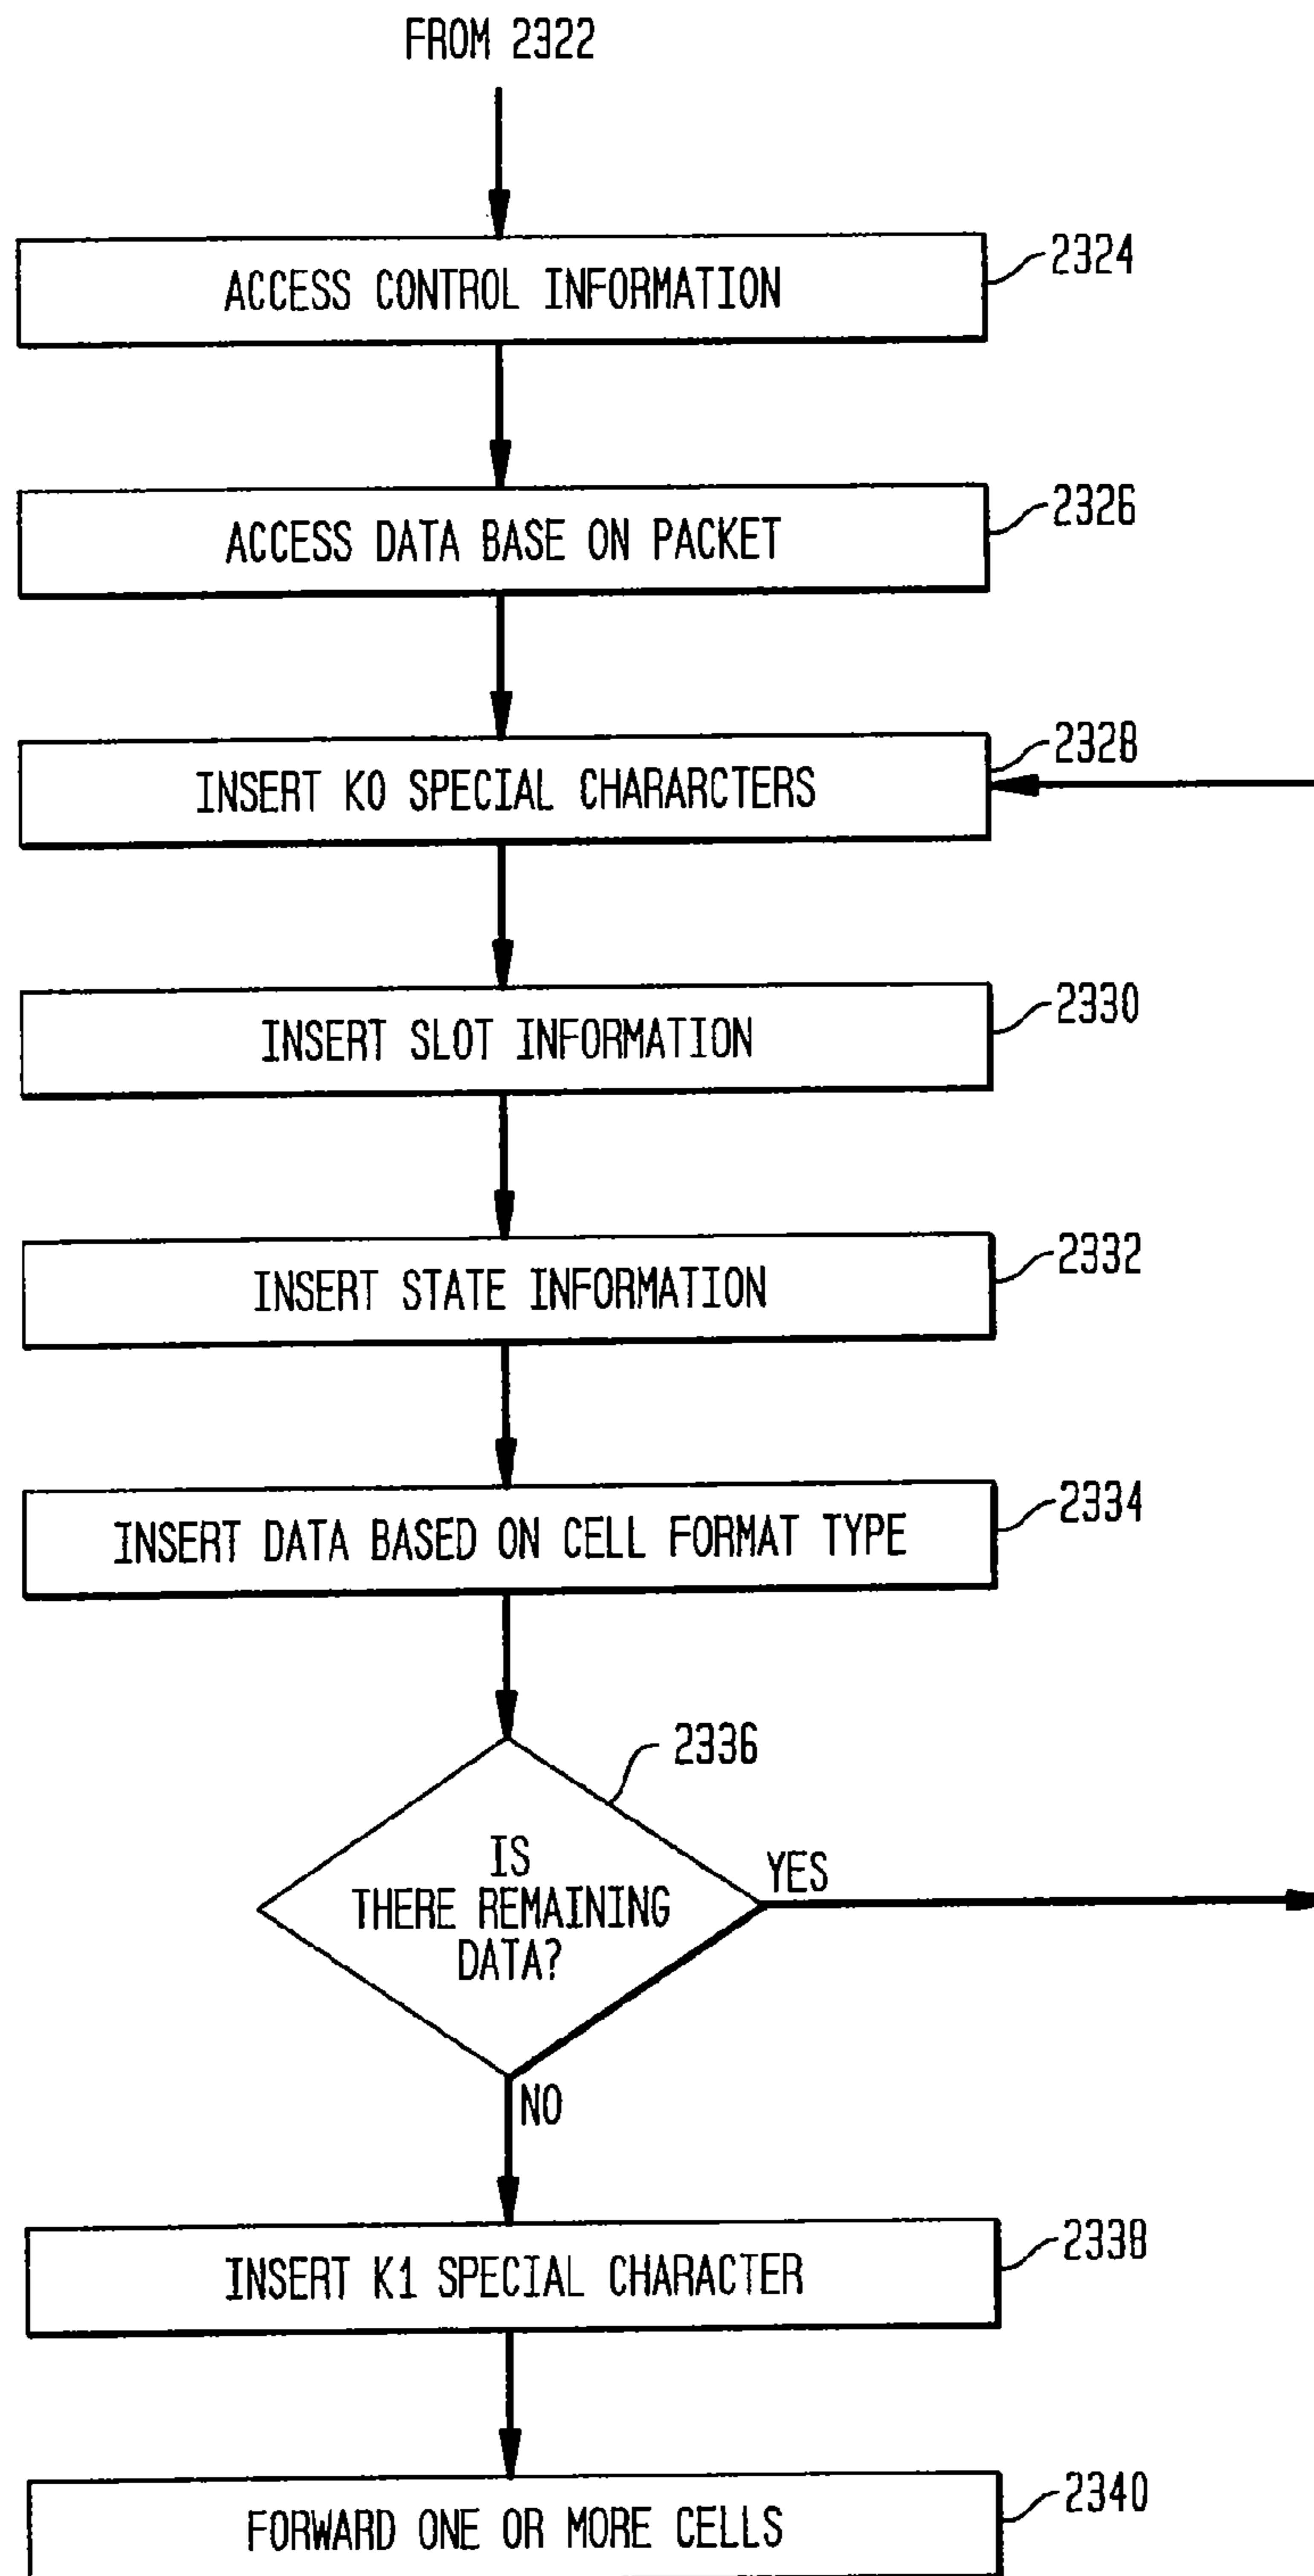 FROM 2322
ACCESS CONTROL INFORMATION
2324
ACCESS DATA BASE ON PACKET
2326
INSERT K0 SPECIAL CHARARCTERS
2328
INSERT SLOT INFORMATION
2330
INSERT STATE INFORMATION
2332
INSERT DATA BASED ON CELL FORMAT TYPE
2334
2336
IS
THERE REMAINING
DATA?
YES
NO
INSERT K1 SPECIAL CHARACTER
2338
FORWARD ONE OR MORE CELLS
2340